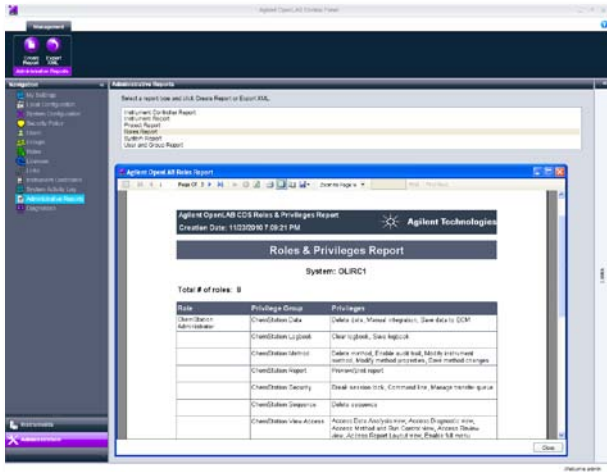 Agilent OpenLAB Control Panel
Management
Create Report
Export XML
Administrative Reports
Navigation
Administrative Reports
My Settings
Local Configuration
System Configuration
Security Policy
Users
Groups
Roles
Licenses
Links
Instrument Controllers
System Activity Log
Administrative Reports
Diagnostics
Select a report type and click Create Report or Export XML.
Instrument Controller Report
Instrument Report
Project Report
Roles Report
System Report
User and Group Report
Agilent OpenLAB Roles Report
Agilent OpenLAB CDS Roles & Privileges Report
Creation Date: 11/23/2010 7:09:21 PM
Agilent Technologies
Roles & Privileges Report
System: OLIRC1
Total # of roles: 8
Role Privilege Group Privileges
ChemStation Administrator
ChemStation Data Delete data, Manual integration, Save data to ECM
ChemStation Logbook Clear logbook, Save logbook
ChemStation Method Delete method, Enable audit trail, Modify instrument
method, Modify method properties, Save method changes
ChemStation Report Preview/print report
ChemStation Security Break session lock, Command line, Manage transfer queue
ChemStation Sequence Delete sequence
ChemStation View Access Access Data Analysis view, Access Diagnostic view,
Access Method and Run Control view, Access Review
view, Access Report Layout view, Enable full menu
Close
Instruments
Administration
Welcome admin